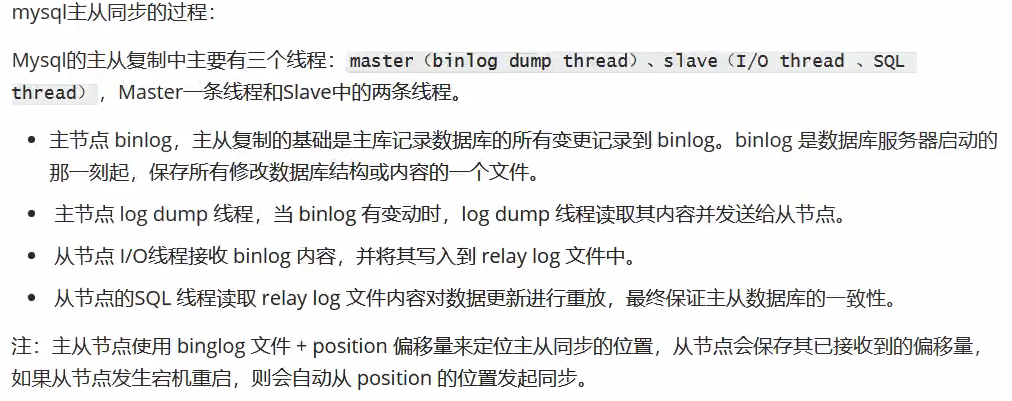 mysql主从同步的过程：
Mysql的主从复制中主要有三个线程：master（binlog dump thread）、slave（I/O thread 、SQL
thread），Master一条线程和Slave中的两条线程。
• 主节点 binlog，主从复制的基础是主库记录数据库的所有变更记录到 binlog。binlog 是数据库服务器启动的
那一刻起，保存所有修改数据库结构或内容的一个文件。
• 主节点 log dump 线程，当 binlog 有变动时，log dump 线程读取其内容并发送给从节点。
• 从节点 I/O线程接收 binlog 内容，并将其写入到 relay log 文件中。
• 从节点的SQL 线程读取 relay log 文件内容对数据更新进行重放，最终保证主从数据库的一致性。
注：主从节点使用 binglog 文件 + position 偏移量来定位主从同步的位置，从节点会保存其已接收到的偏移量，
如果从节点发生宕机重启，则会自动从 position 的位置发起同步。